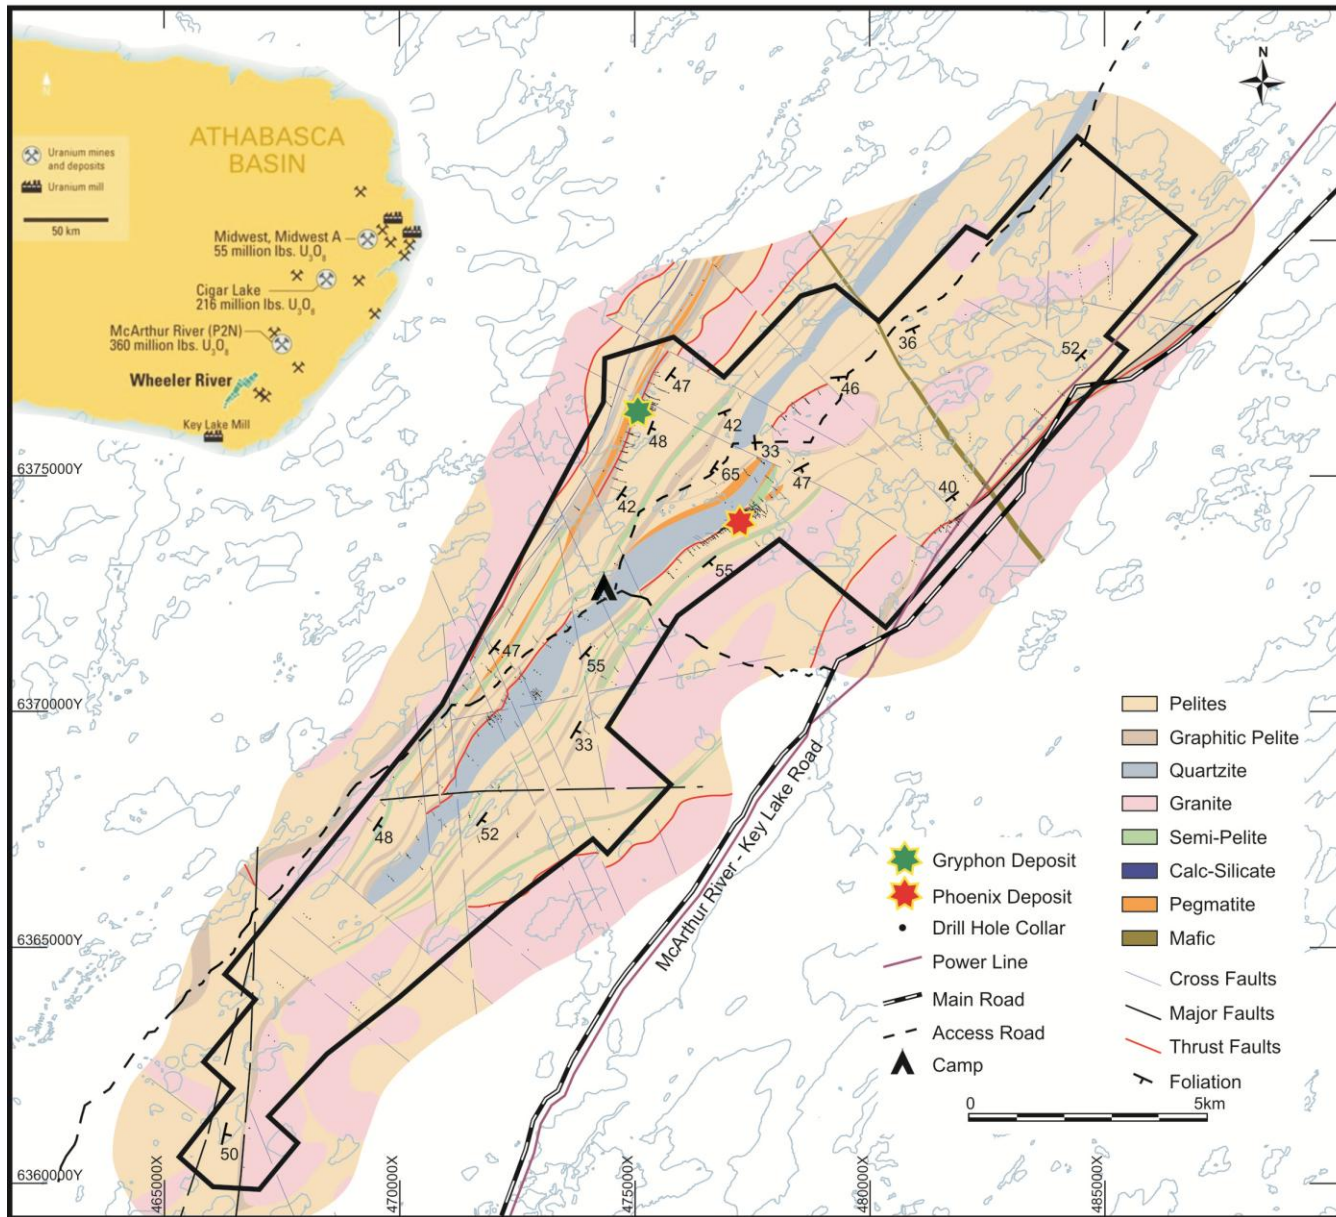 N
ATHABASCA
BASIN
Uranium mines
and deposits
Uranium mill
50 km
Midwest, Midwest A
55 million lbs. U₃O₈
Cigar Lake
216 million lbs. U₃O₈
McArthur River (P2N)
360 million lbs. U₃O₈
Wheeler River
Key Lake Mill
N
36
52
47
46
42
48
33
65
47
42
40
55
47
55
33
48
52
50
6375000Y
6370000Y
6365000Y
6360000Y
465000X
470000X
475000X
480000X
485000X
McArthur River - Key Lake Road
Gryphon Deposit
Phoenix Deposit
Drill Hole Collar
Power Line
Main Road
Access Road
Camp
Pelites
Graphitic Pelite
Quartzite
Granite
Semi-Pelite
Calc-Silicate
Pegmatite
Mafic
Cross Faults
Major Faults
Thrust Faults
Foliation
0 5km